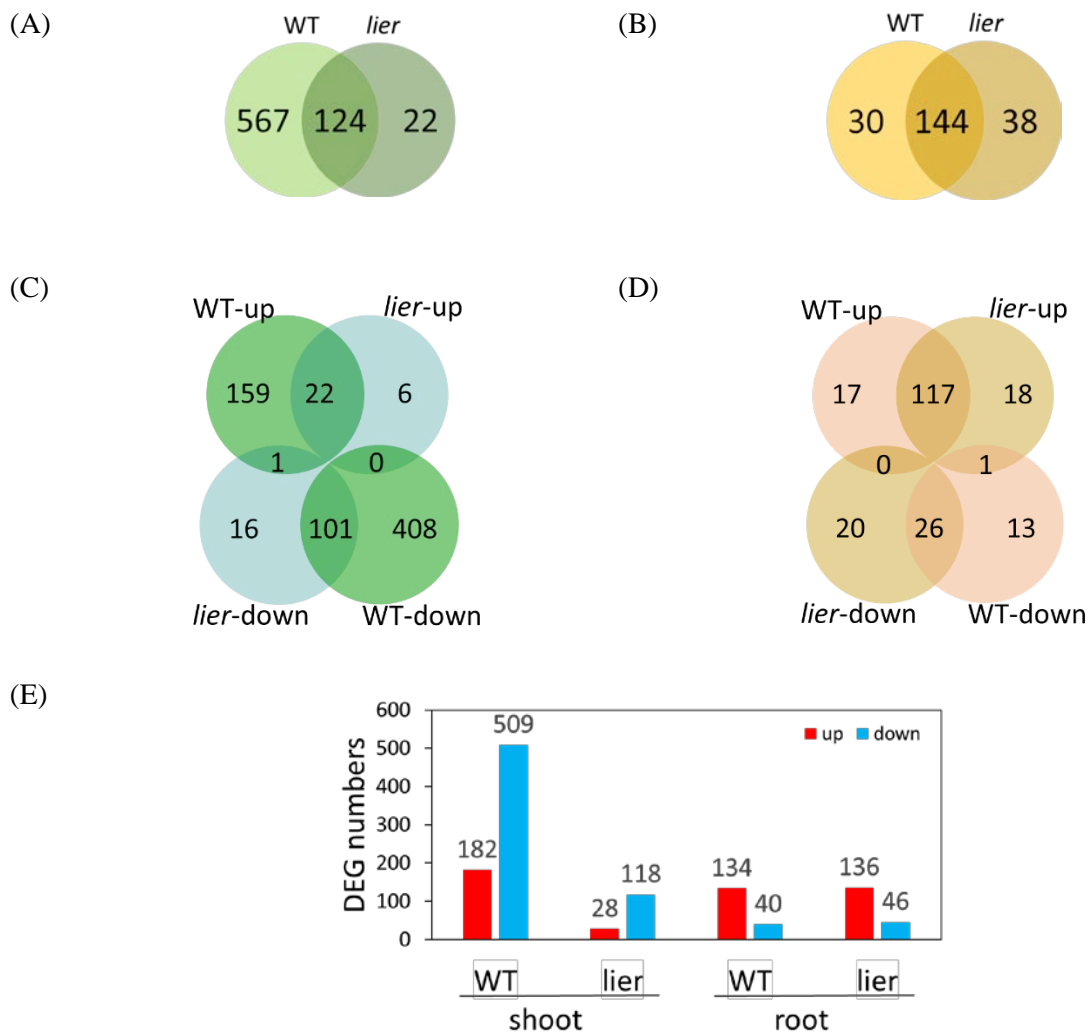 (A)
WT lier
567 124 22
(B)
WT lier
30 144 38
(C)
WT-up
lier-up
159 22 6
1 0
16 101 408
lier-down WT-down
(D)
WT-up
lier-up
17 117 18
0 1
20 26 13
lier-down WT-down
(E)
DEG numbers
600
500
400
300
200
100
0
up down
182 509 28 118 134 40 136 46
WT lier WT lier
shoot root